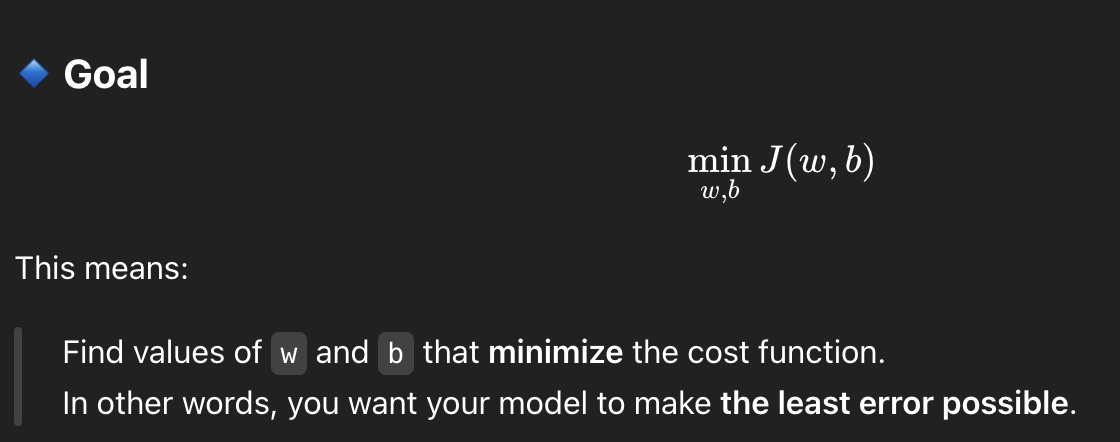 🔷 Goal
min J(w, b)
w,b
This means:
Find values of w and b that minimize the cost function.
In other words, you want your model to make the least error possible.